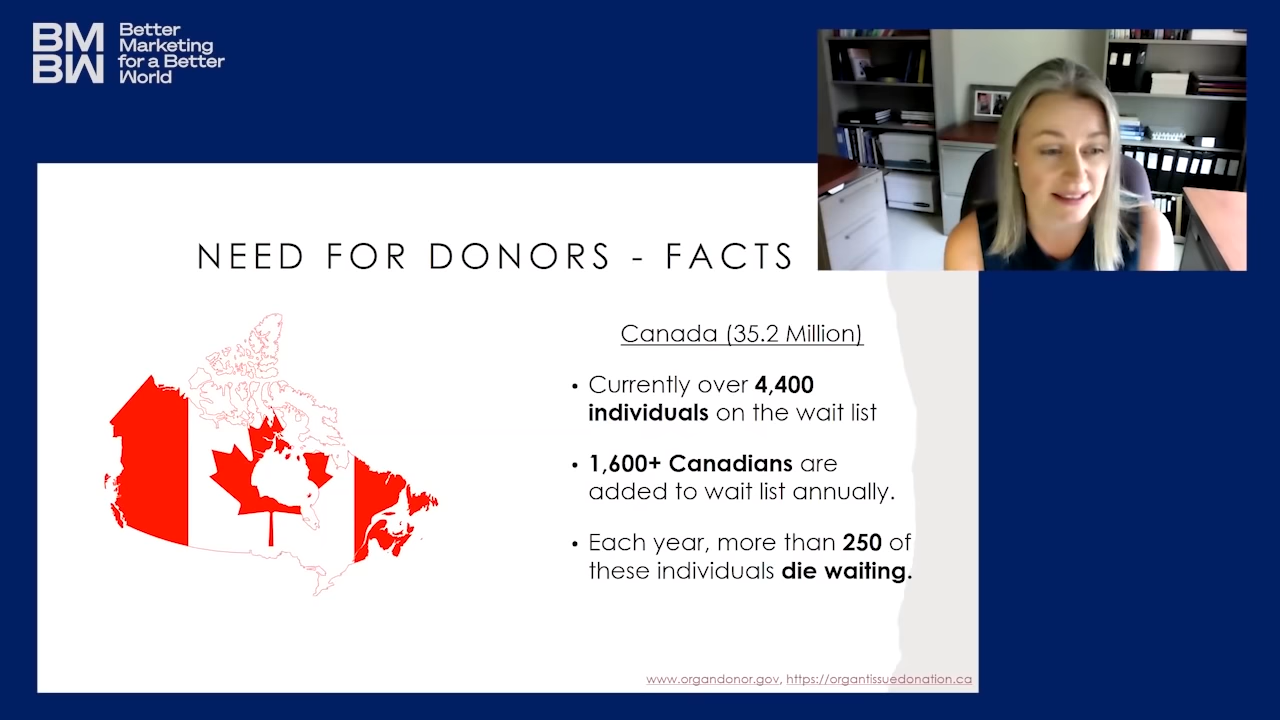 BM
BW
Better
Marketing
for a Better
World
NEED FOR DONORS - FACTS
Canada (35.2 Million)
• Currently over 4,400
individuals on the wait list
• 1,600+ Canadians are
added to wait list annually.
• Each year, more than 250 of
these individuals die waiting.
www.organdonor.gov, https://organtissuedonation.ca